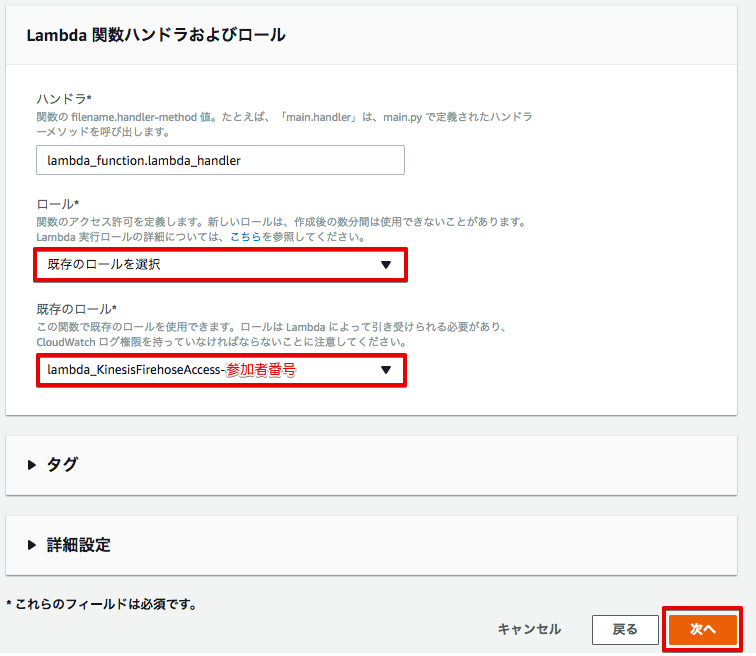 Lambda 関数ハンドラおよびロール
ハンドラ*
関数の filename.handler-method 値。たとえば、「main.handler」は、main.py で定義されたハンドラ
ーメソッドを呼び出します。
lambda_function.lambda_handler
ロール*
関数のアクセス許可を定義します。新しいロールは、作成後の数分間は使用できないことがあります。
Lambda 実行ロールの詳細については、こちらを参照してください。
既存のロールを選択
既存のロール*
この関数で既存のロールを使用できます。ロールは Lambda によって引き受けられる必要があり、
CloudWatch ログ権限を持っていなければならないことに注意してください。
lambda_KinesisFirehoseAccess-参加者番号
タグ
詳細設定
* これらのフィールドは必須です。
キャンセル 戻る 次へ